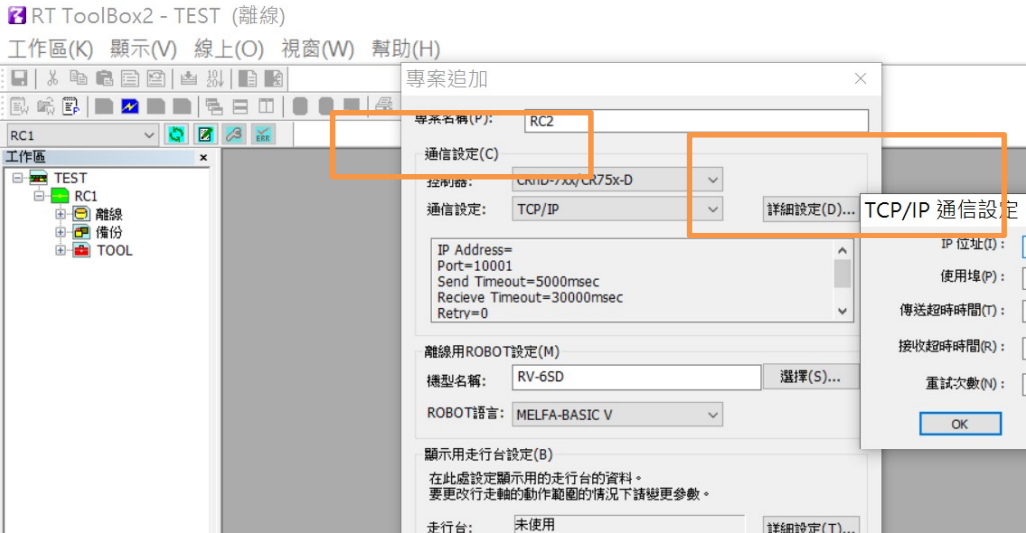 RT ToolBox2 - TEST (離線)
工作區(K) 顯示(V) 線上(O) 視窗(W) 幫助(H)
RC1
工作區
TEST
RC1
離線
備份
TOOL
專案追加
專案名稱(P): RC2
通信設定(C)
控制器: CRnD-7xx/CR75x-D
通信設定: TCP/IP 詳細設定(D)...
IP Address=
Port=10001
Send Timeout=5000msec
Recieve Timeout=30000msec
Retry=0
離線用ROBOT設定(M)
機型名稱: RV-6SD 選擇(S)...
ROBOT語言: MELFA-BASIC V
顯示用走行台設定(B)
在此處設定顯示用的走行台的資料。
要更改行走軸的動作範圍的情況下請變更參數。
走行台: 未使用 詳細設定(T)...
TCP/IP 通信設定
IP 位址(I):
使用埠(P):
傳送超時時間(T):
接收超時時間(R):
重試次數(N):
OK